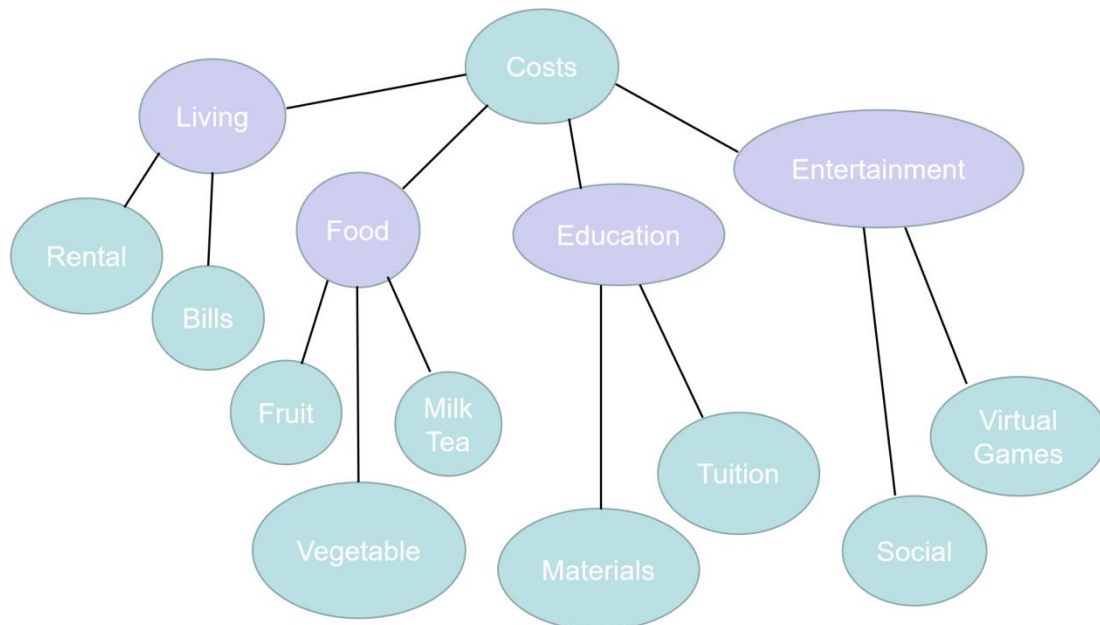 Costs
Living
Entertainment
Food
Education
Rental
Bills
Fruit
Milk
Tea
Virtual
Games
Tuition
Vegetable
Materials
Social